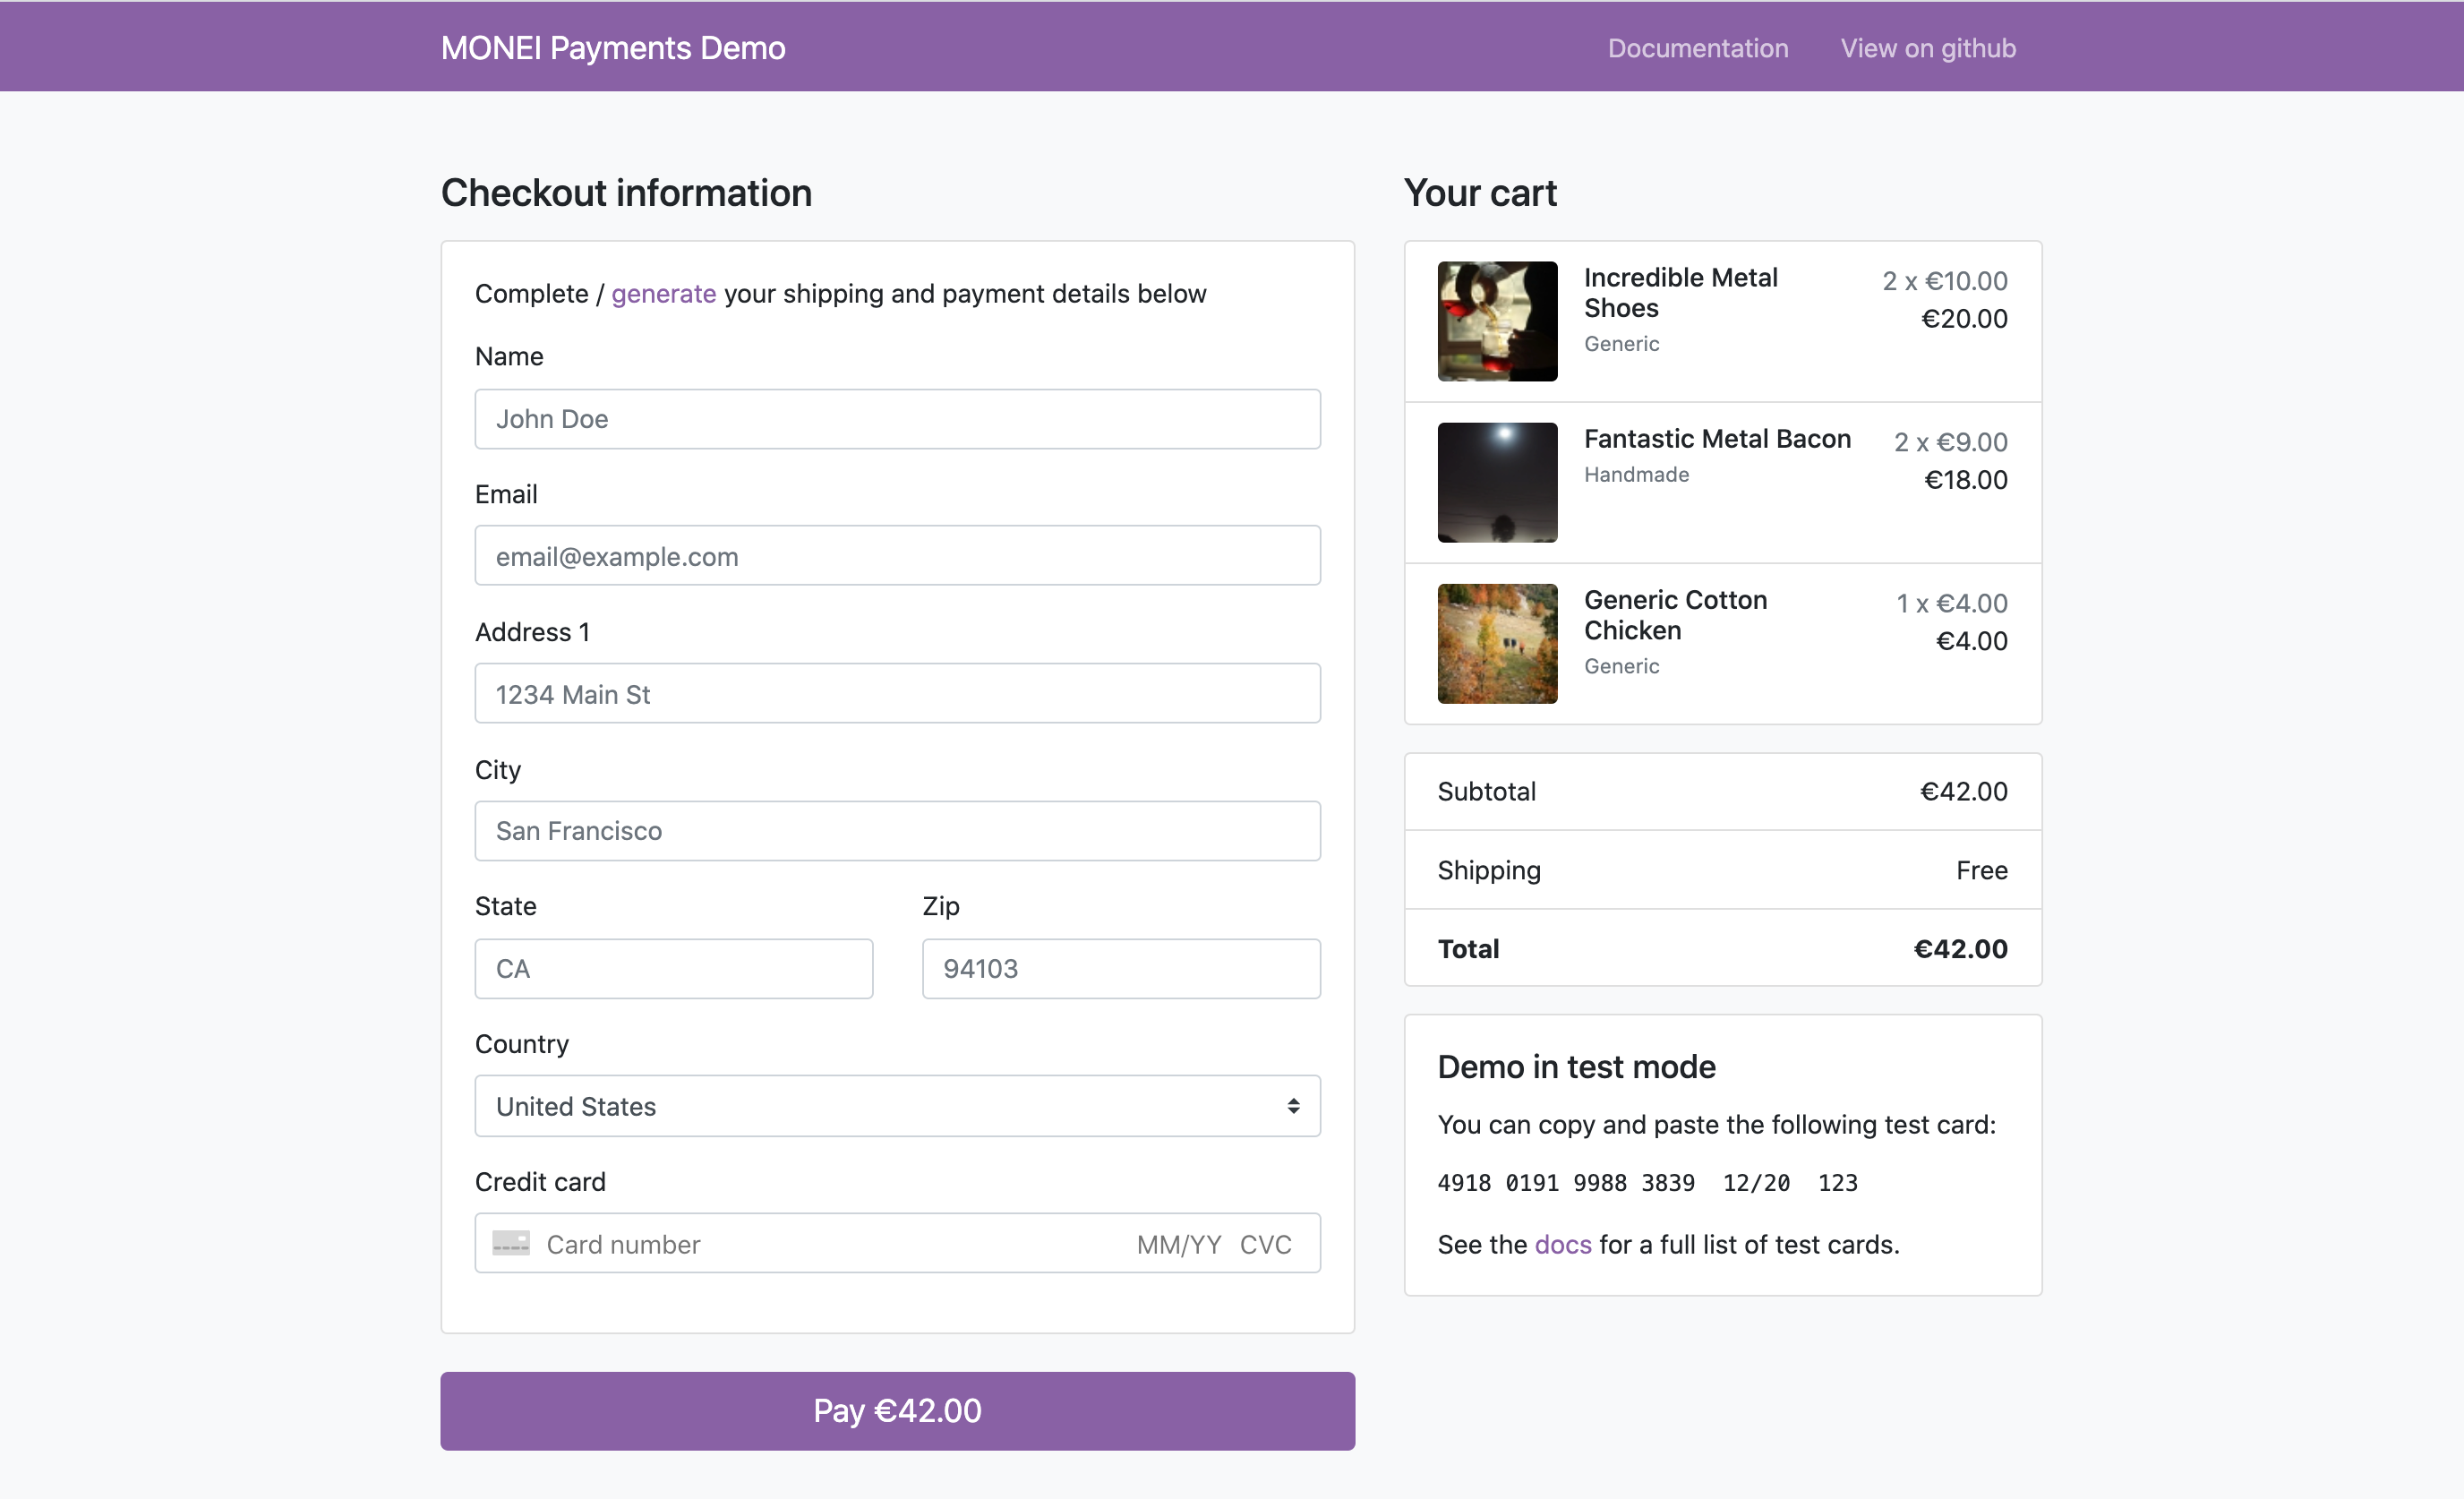 MONEI Payments Demo
Documentation
View on github
Checkout information
Complete / generate your shipping and payment details below
Name
John Doe
Email
email@example.com
Address 1
1234 Main St
City
San Francisco
State
Zip
CA
94103
Country
United States
Credit card
Card number
MM/YY CVC
Pay €42.00
Your cart
Incredible Metal
Shoes
Generic
2 x €10.00
€20.00
Fantastic Metal Bacon
Handmade
2 x €9.00
€18.00
Generic Cotton
Chicken
Generic
1 x €4.00
€4.00
Subtotal €42.00
Shipping Free
Total €42.00
Demo in test mode
You can copy and paste the following test card:
4918 0191 9988 3839 12/20 123
See the docs for a full list of test cards.